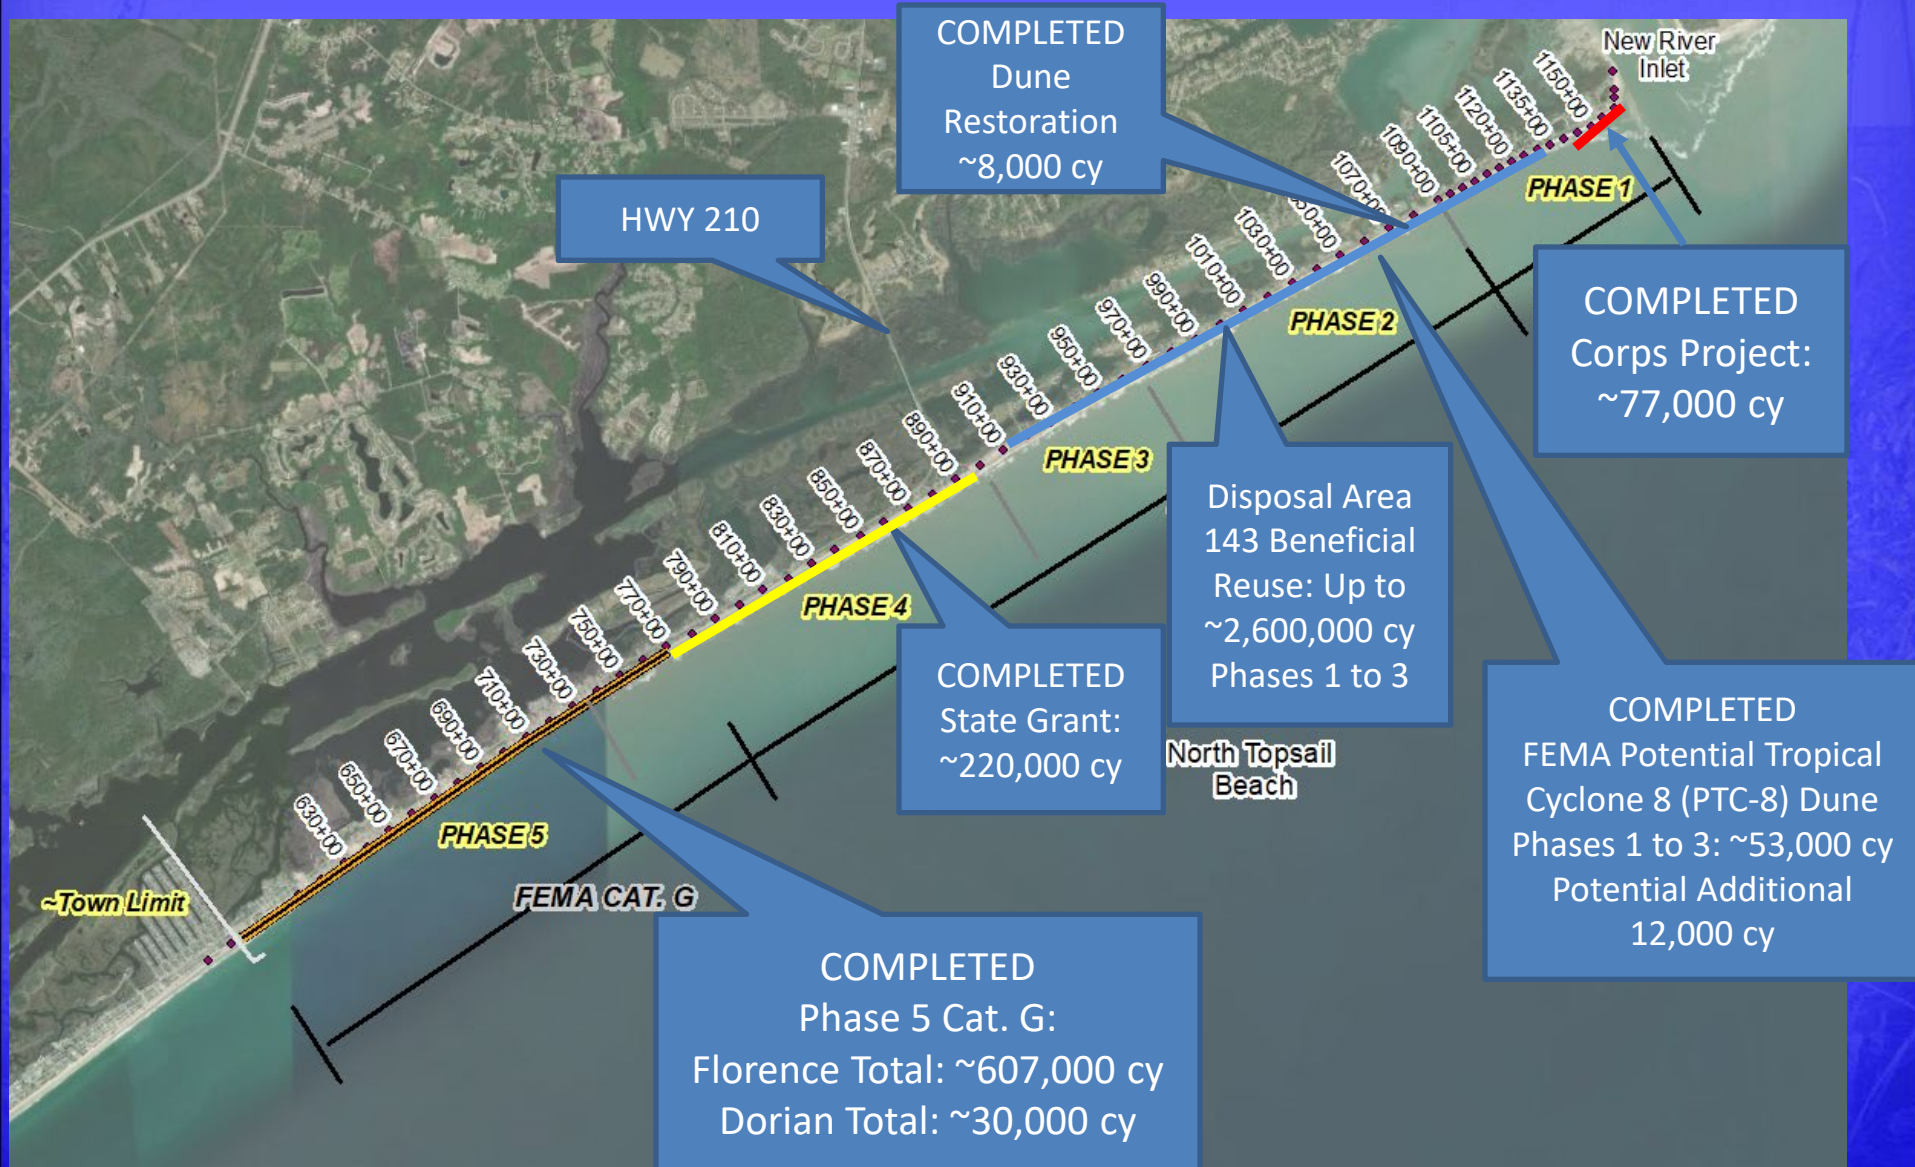 COMPLETED
Dune
Restoration
~8,000 cy
New River
Inlet
HWY 210
1150+00
1135+00
1120+00
1105+00
1090+00
1070+00
50+00
1030+00
1010+00
990+00
970+00
950+00
930+00
910+00
890+00
870+00
850+00
830+00
810+00
790+00
770+00
750+00
730+00
710+00
690+00
670+00
650+00
630+00
PHASE 1
PHASE 2
PHASE 3
PHASE 4
PHASE 5
COMPLETED
Corps Project:
~77,000 cy
Disposal Area
143 Beneficial
Reuse: Up to
~2,600,000 cy
Phases 1 to 3
COMPLETED
State Grant:
~220,000 cy
North Topsail
Beach
COMPLETED
FEMA Potential Tropical
Cyclone 8 (PTC-8) Dune
Phases 1 to 3: ~53,000 cy
Potential Additional
12,000 cy
~Town Limit
FEMA CAT. G
COMPLETED
Phase 5 Cat. G:
Florence Total: ~607,000 cy
Dorian Total: ~30,000 cy